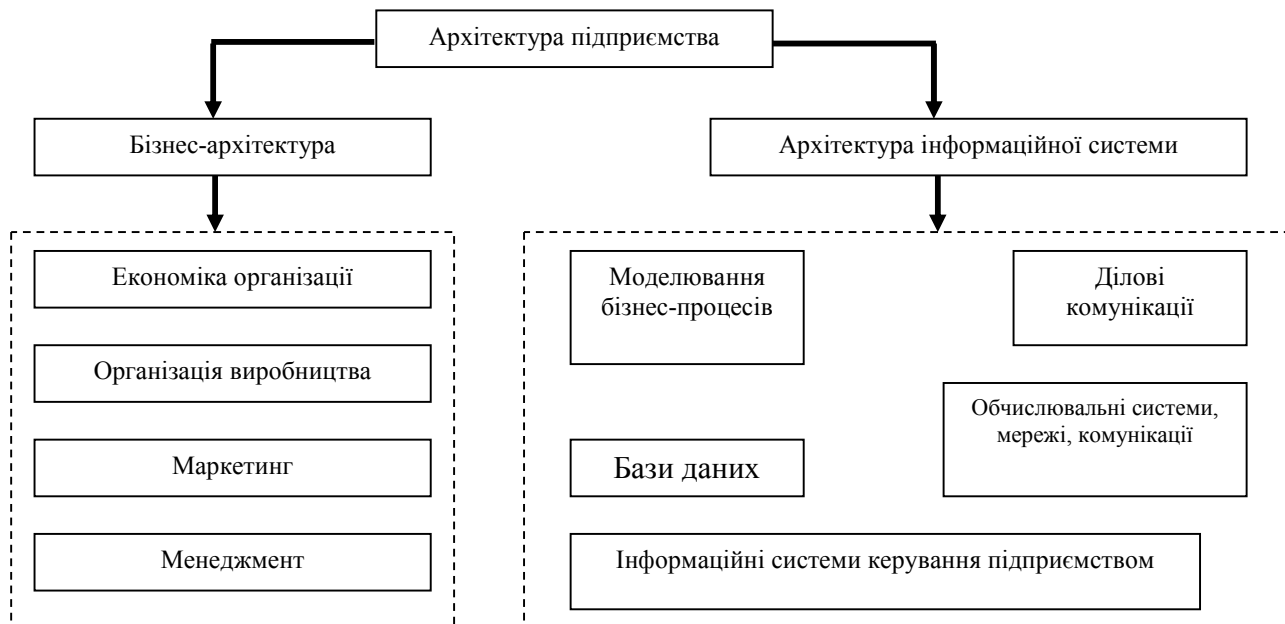 Архітектура підприємства
Бізнес-архітектура
Архітектура інформаційної системи
Економіка організації
Організація виробництва
Маркетинг
Менеджмент
Моделювання
бізнес-процесів
Ділові
комунікації
Обчислювальні системи,
мережі, комунікації
Бази даних
Інформаційні системи керування підприємством